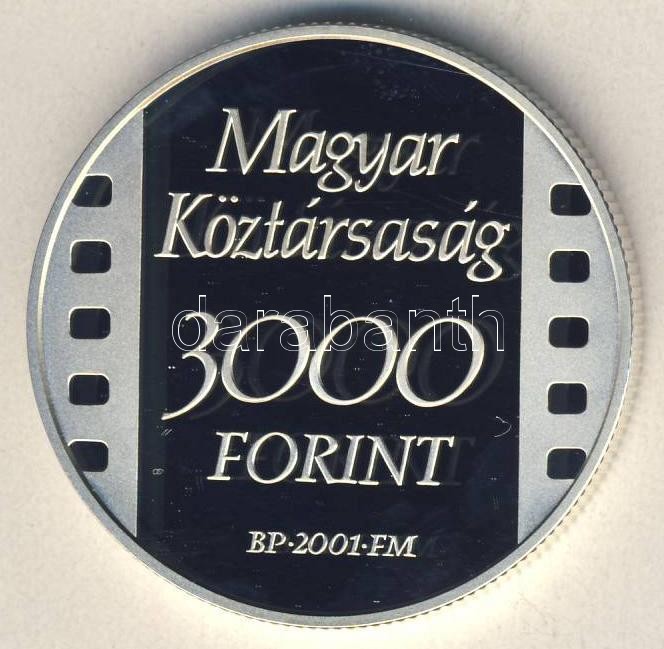 Magyar
Köztársaság
3000
darabanth
FORINT
BP·2001·FM